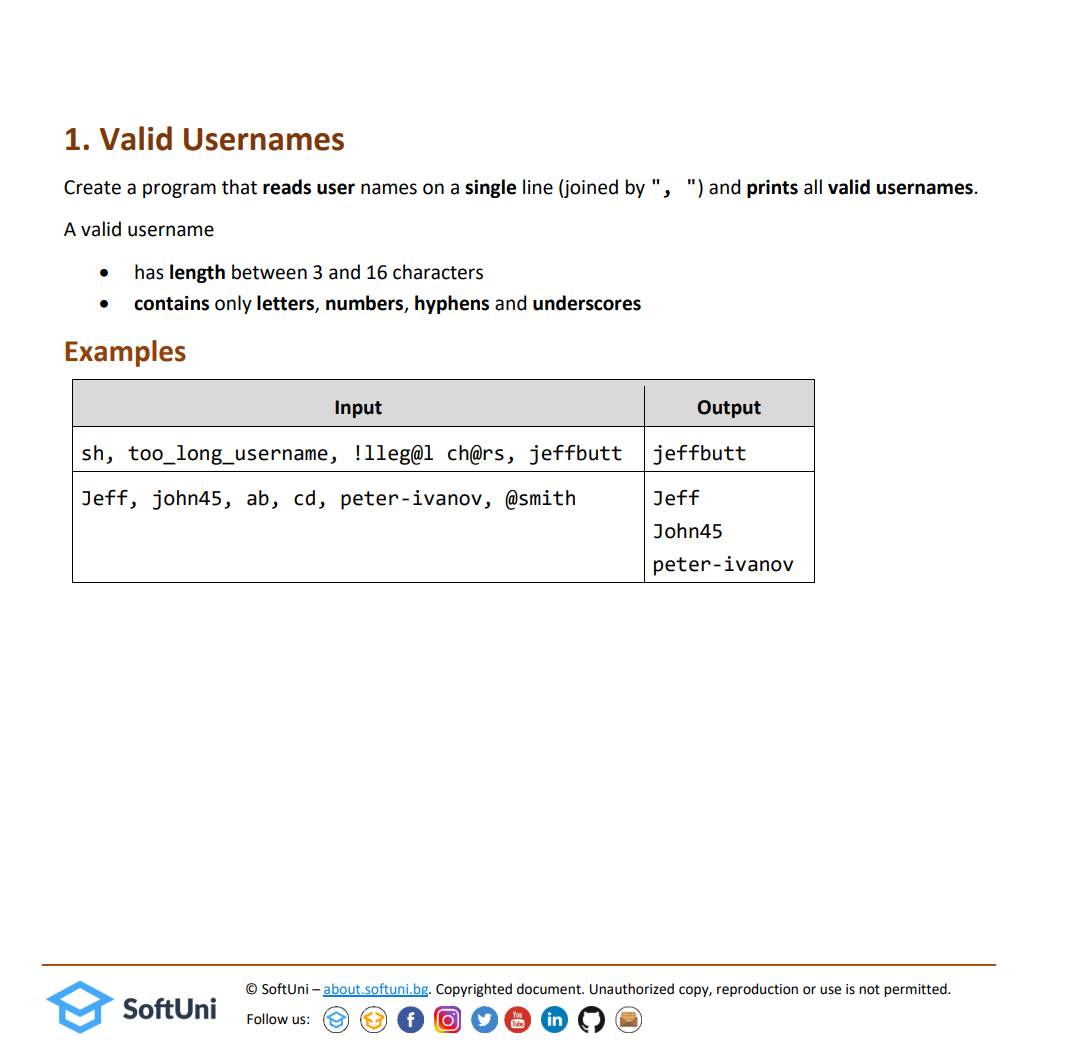 1. Valid Usernames
Create a program that reads user names on a single line (joined by ", ") and prints all valid usernames.
A valid username
• has length between 3 and 16 characters
• contains only letters, numbers, hyphens and underscores
Examples
Input Output
sh, too_long_username, !lleg@l ch@rs, jeffbutt jeffbutt
Jeff, john45, ab, cd, peter-ivanov, @smith Jeff
John45
peter-ivanov
SoftUni
© SoftUni – about.softuni.bg. Copyrighted document. Unauthorized copy, reproduction or use is not permitted.
Follow us: